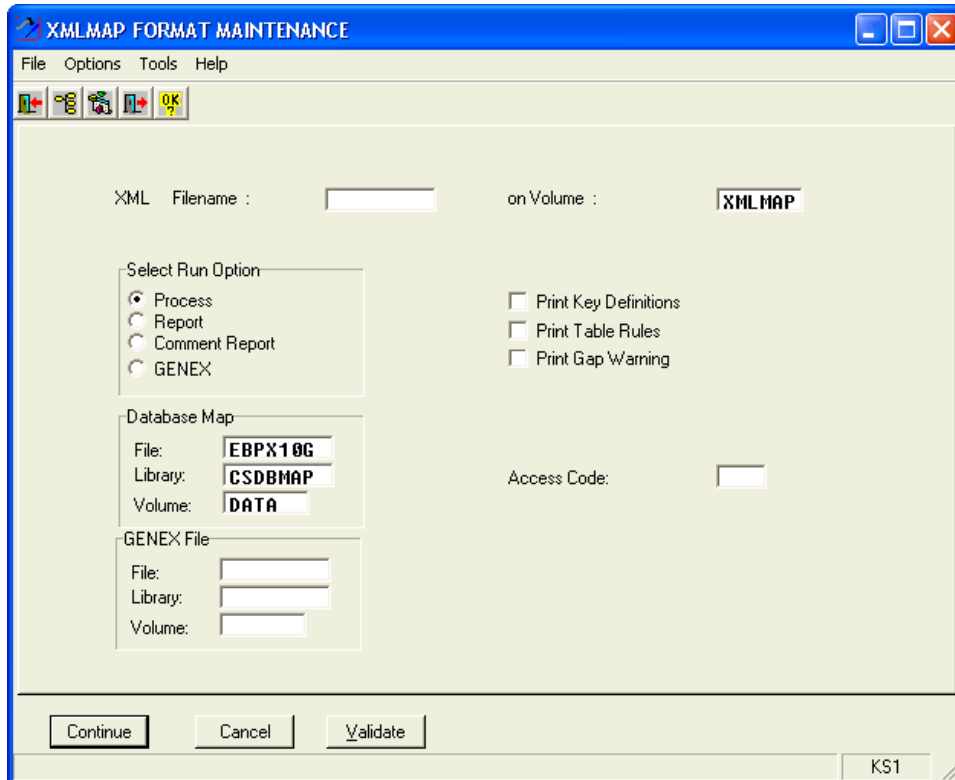 XMLMAP FORMAT MAINTENANCE
File Options Tools Help
OK
?
XML Filename : on Volume : XMLMAP
Select Run Option
Process
Report
Comment Report
GENEX
Print Key Definitions
Print Table Rules
Print Gap Warning
Database Map
File: EBPX10G
Library: CSDBMAP
Volume: DATA
Access Code:
GENEX File
File:
Library:
Volume:
Continue Cancel Validate
KS1